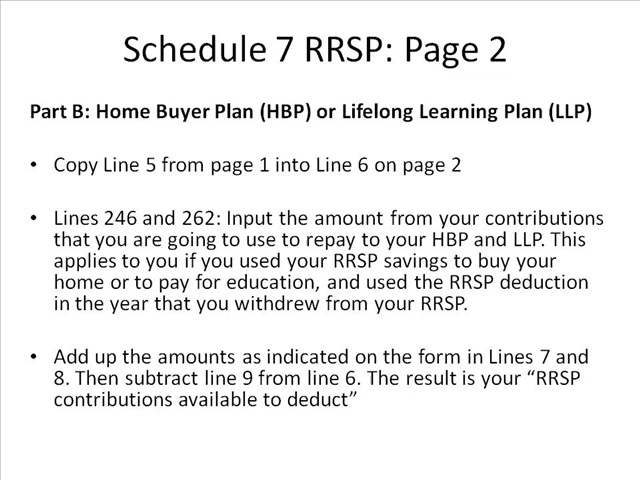 Schedule 7 RRSP: Page 2
Part B: Home Buyer Plan (HBP) or Lifelong Learning Plan (LLP)
• Copy Line 5 from page 1 into Line 6 on page 2
• Lines 246 and 262: Input the amount from your contributions
that you are going to use to repay to your HBP and LLP. This
applies to you if you used your RRSP savings to buy your
home or to pay for education, and used the RRSP deduction
in the year that you withdrew from your RRSP.
• Add up the amounts as indicated on the form in Lines 7 and
8. Then subtract line 9 from line 6. The result is your “RRSP
contributions available to deduct”